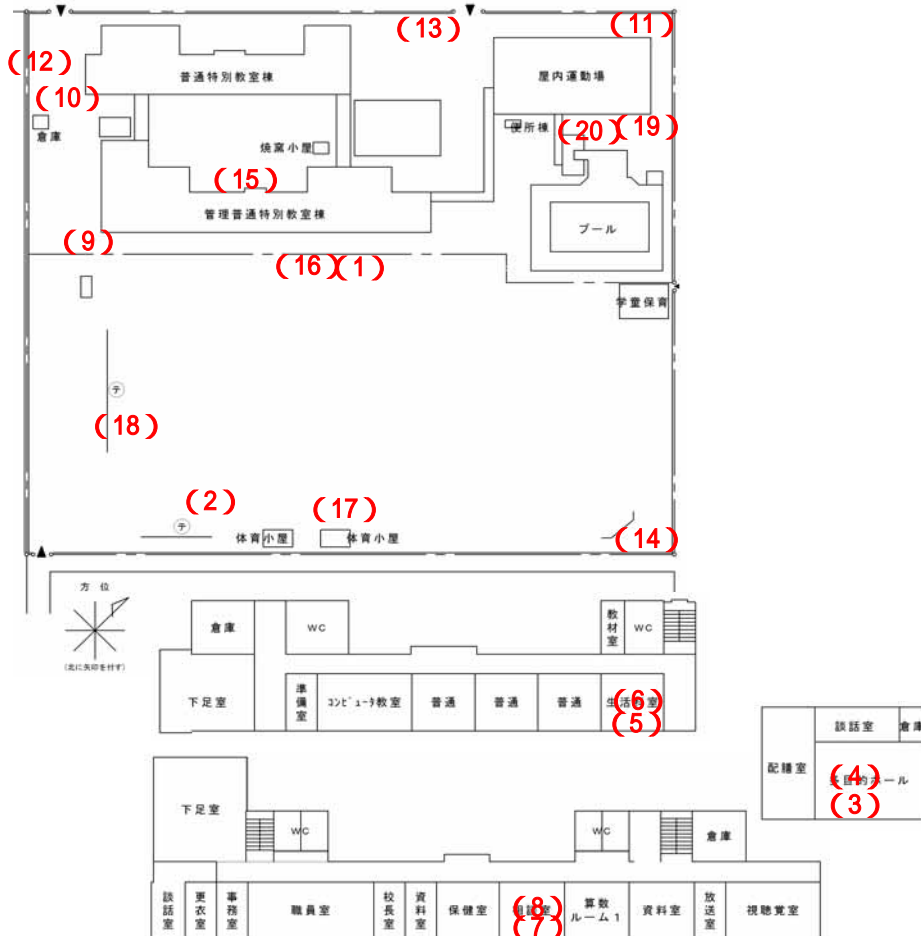 (13)
(11)
(12)
普通特別教室棟
屋内運動場
(10)
倉庫
便所棟
(20)
(19)
焼窯小屋
(15)
管理普通特別教室棟
プール
(9)
(16)
(1)
学童保育
テ
(18)
(2)
テ
体育小屋
(17)
体育小屋
(14)
方位
(北に矢印を付す)
倉庫
WC
教材室
WC
下足室
準備室
コンピュータ教室
普通
普通
普通
(6)
(5)
談話室
倉庫
配膳室
(4)
(3)
下足室
WC
WC
倉庫
談話室
更衣室
事務室
職員室
校長室
資料室
保健室
(8)
(7)
算数
ルーム1
資料室
放送室
視聴覚室